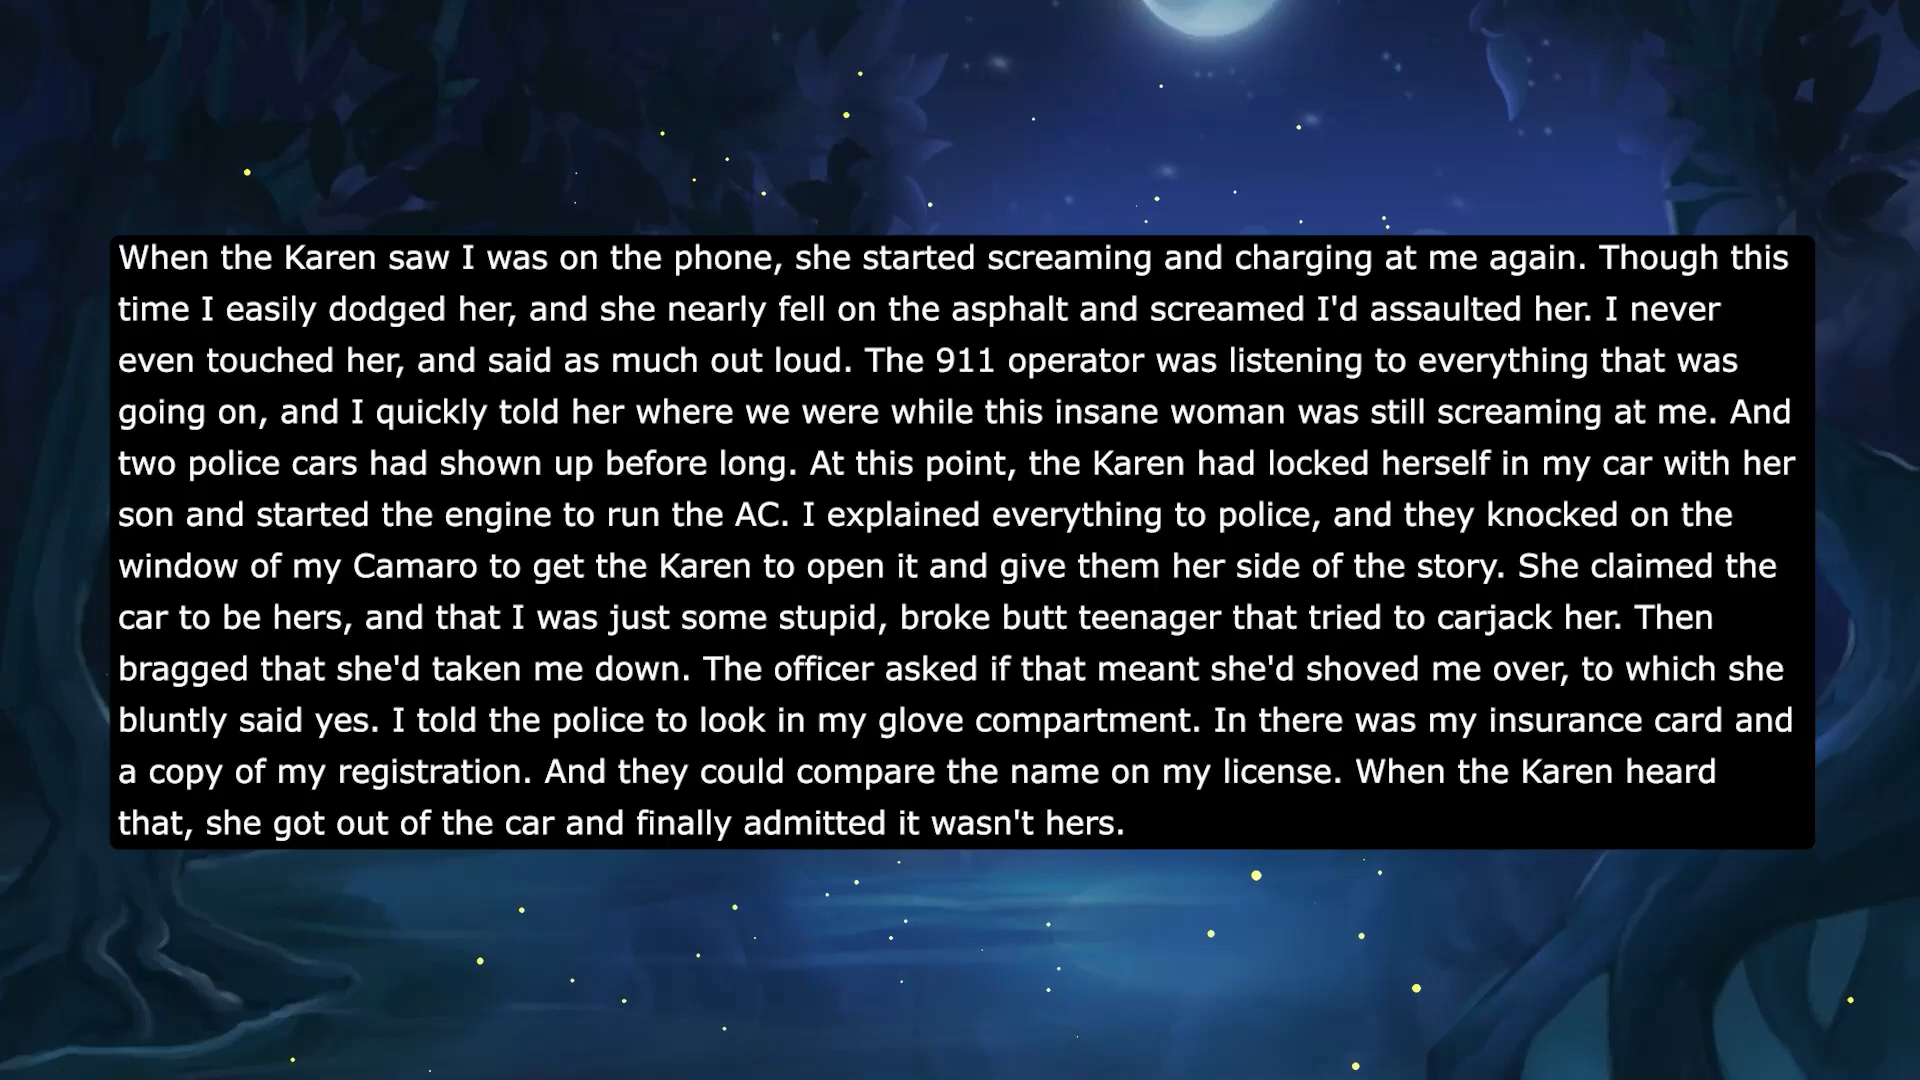 When the Karen saw I was on the phone, she started screaming and charging at me again. Though this
time I easily dodged her, and she nearly fell on the asphalt and screamed I'd assaulted her. I never
even touched her, and said as much out loud. The 911 operator was listening to everything that was
going on, and I quickly told her where we were while this insane woman was still screaming at me. And
two police cars had shown up before long. At this point, the Karen had locked herself in my car with her
son and started the engine to run the AC. I explained everything to police, and they knocked on the
window of my Camaro to get the Karen to open it and give them her side of the story. She claimed the
car to be hers, and that I was just some stupid, broke butt teenager that tried to carjack her. Then
bragged that she'd taken me down. The officer asked if that meant she'd shoved me over, to which she
bluntly said yes. I told the police to look in my glove compartment. In there was my insurance card and
a copy of my registration. And they could compare the name on my license. When the Karen heard
that, she got out of the car and finally admitted it wasn't hers.